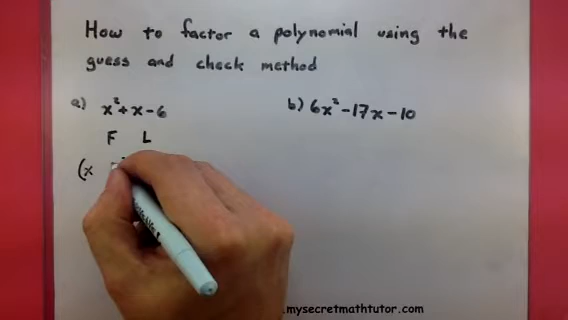 How to factor a polynomial using the
guess and check method
a) x² + x - 6
b) 6x² - 17x - 10
F L
(x
.mysecretmathtutor.com